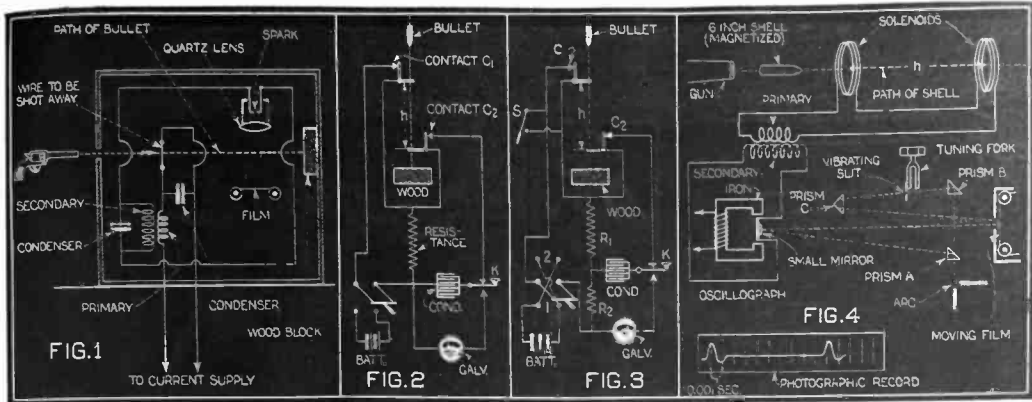 PATH OF BULLET
QUARTZ LENS
SPARK
WIRE TO BE
SHOT AWAY
SECONDARY
CONDENSER
FILM
PRIMARY
CONDENSER
WOOD BLOCK
FIG.1
TO CURRENT SUPPLY
BULLET
CONTACT C1
h
CONTACT C2
WOOD
RESIS-
TANCE
K
COND.
BATT.
GALV.
FIG.2
BULLET
C
S
h
C2
WOOD
R1
2
1
K
COND
R2
BATT.
GALV.
FIG.3
6 INCH SHELL
(MAGNETIZED)
SOLENOIDS
GUN
h
PATH OF SHELL
PRIMARY
SECONDARY
IRON
VIBRATING
SLIT
TUNING FORK
PRISM B
PRISM
C
SMALL MIRROR
PRISM A
OSCILLOGRAPH
ARC
FIG.4
MOVING FILM
0.001 SEC.
PHOTOGRAPHIC RECORD